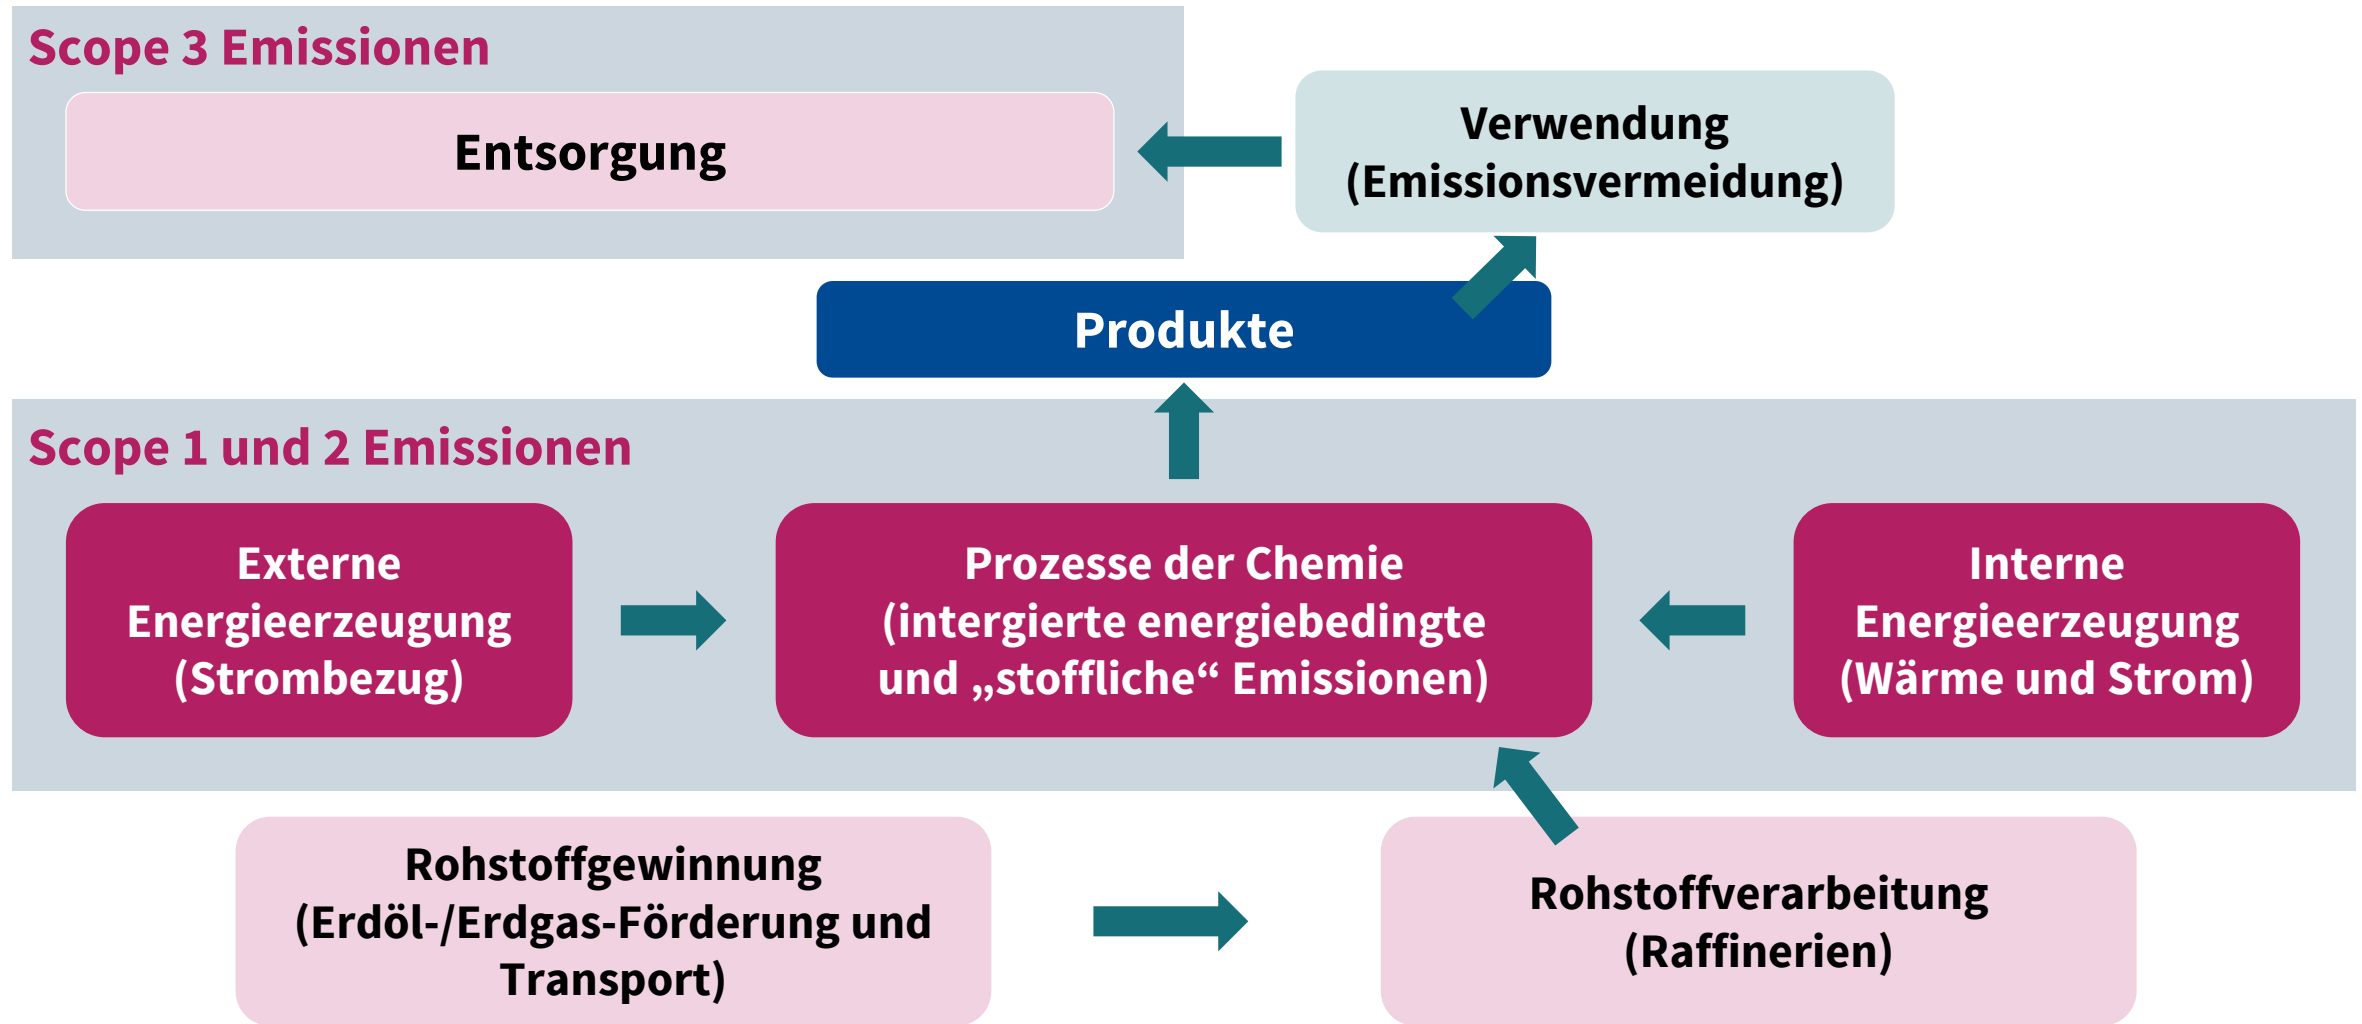 Scope 3 Emissionen
Entsorgung
Verwendung
(Emissionsvermeidung)
Produkte
Scope 1 und 2 Emissionen
Externe
Energieerzeugung
(Strombezug)
Prozesse der Chemie
(intergierte energiebedingte
und „stoffliche“ Emissionen)
Interne
Energieerzeugung
(Wärme und Strom)
Rohstoffgewinnung
(Erdöl-/Erdgas-Förderung und
Transport)
Rohstoffverarbeitung
(Raffinerien)